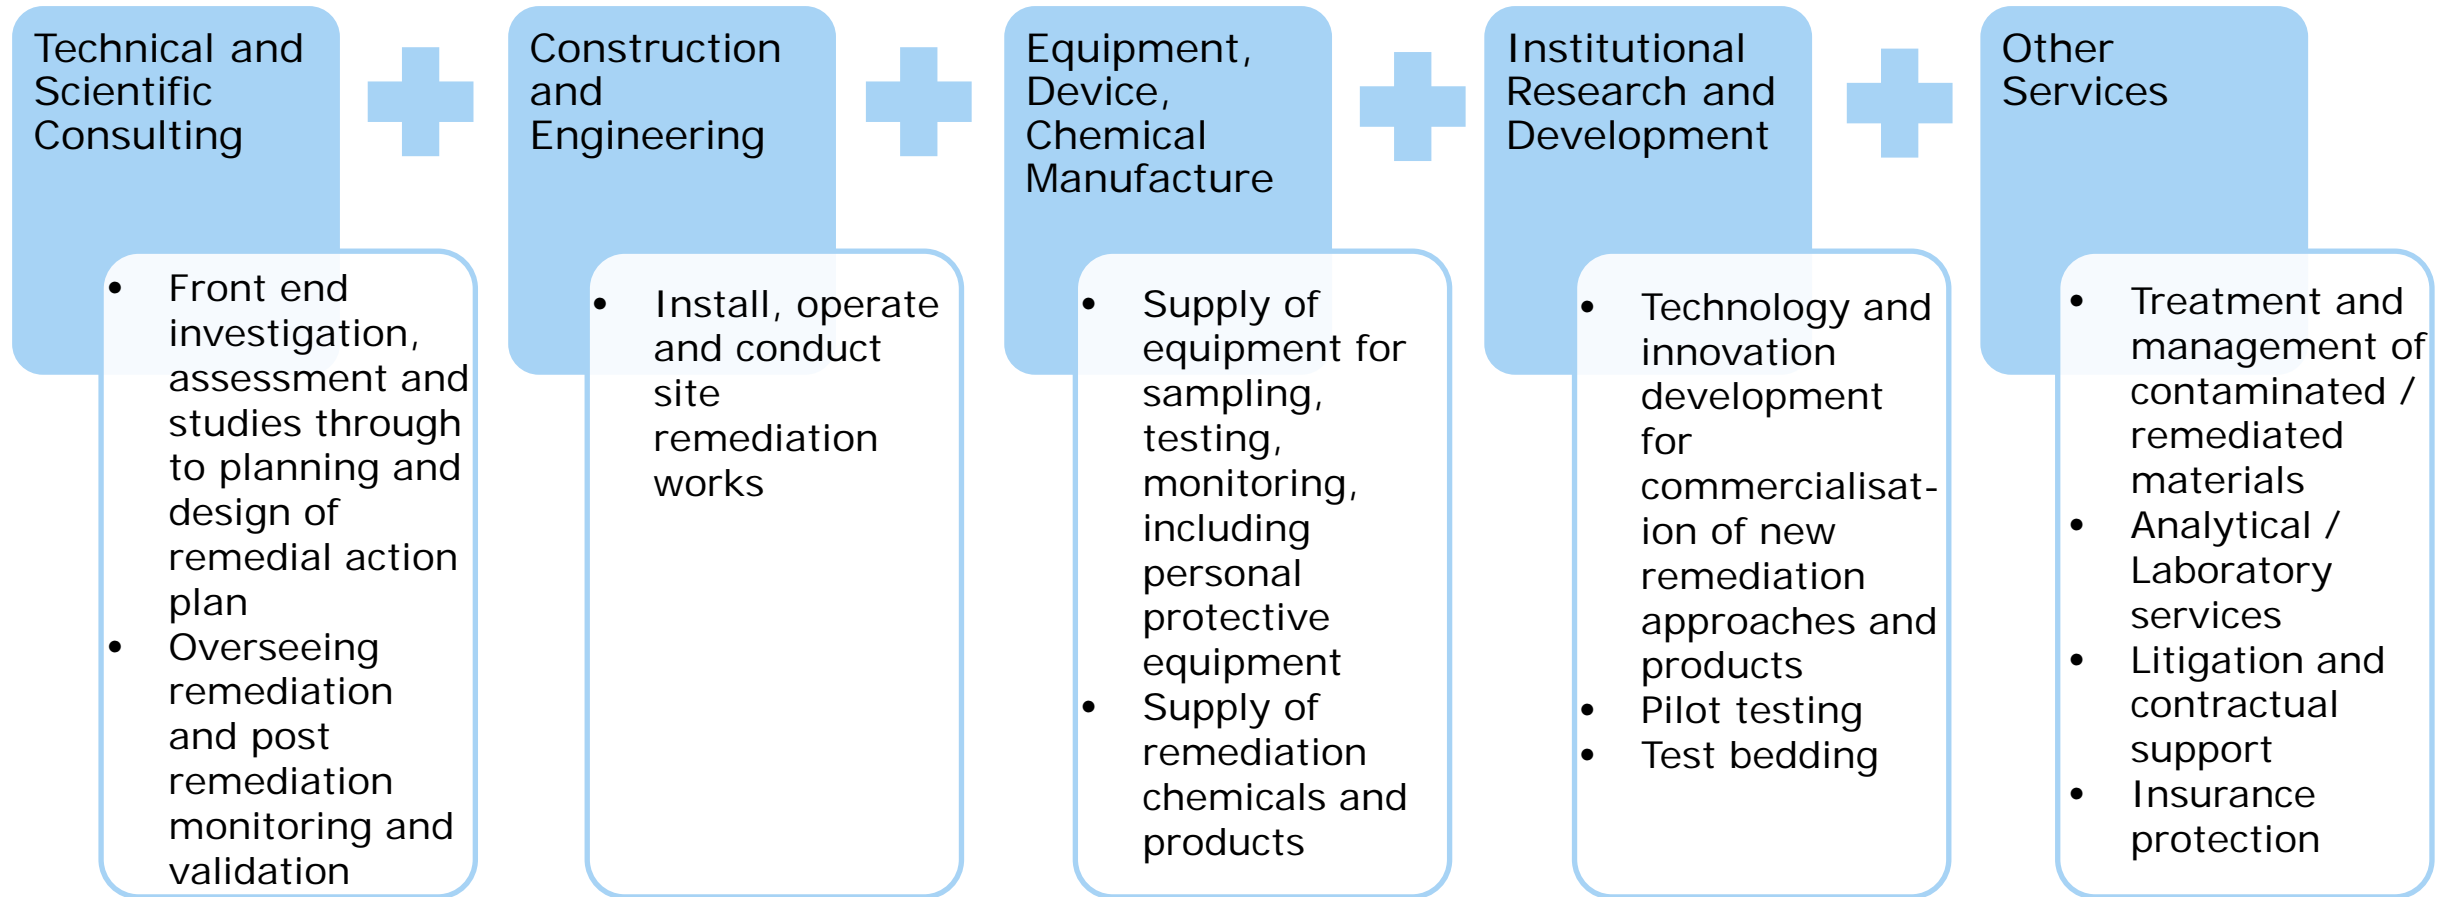 Technical and
Scientific
Consulting
• Front end
investigation,
assessment and
studies through
to planning and
design of
remedial action
plan
• Overseeing
remediation
and post
remediation
monitoring and
validation
Construction
and
Engineering
• Install, operate
and conduct
site
remediation
works
Equipment,
Device,
Chemical
Manufacture
• Supply of
equipment for
sampling,
testing,
monitoring,
including
personal
protective
equipment
• Supply of
remediation
chemicals and
products
Institutional
Research and
Development
• Technology and
innovation
development
for
commercialisat-
ion of new
remediation
approaches and
products
• Pilot testing
• Test bedding
Other
Services
• Treatment and
management of
contaminated /
remediated
materials
• Analytical /
Laboratory
services
• Litigation and
contractual
support
• Insurance
protection